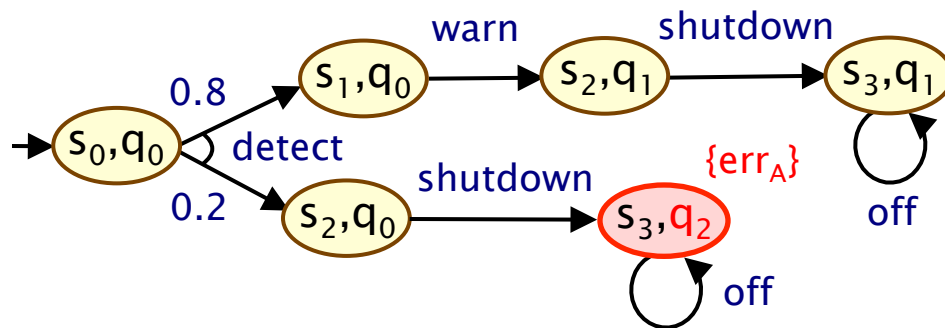 warn
shutdown
s₁,q₀
s₂,q₁
s₃,q₁
0.8
s₀,q₀
detect
{err_A}
shutdown
0.2
off
s₂,q₀
s₃,q₂
off